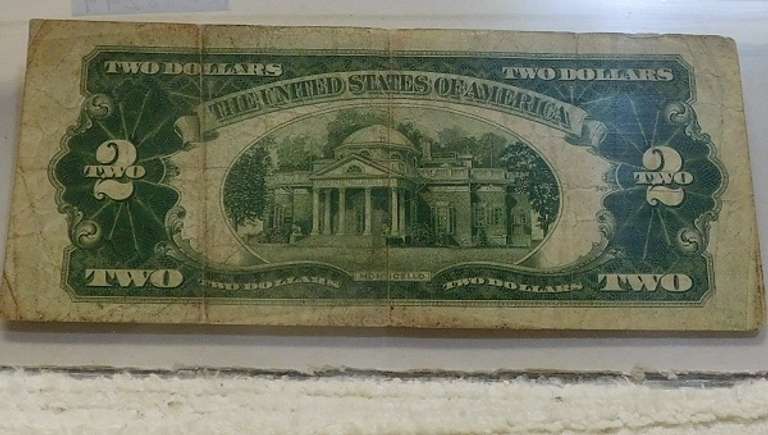 TWO DOLLARS TWO DOLLARS
THE UNITED STATES OF AMERICA
2 2
TWO TWO
MONTICELLO
TWO TWO DOLLARS TWO DOLLARS TWO